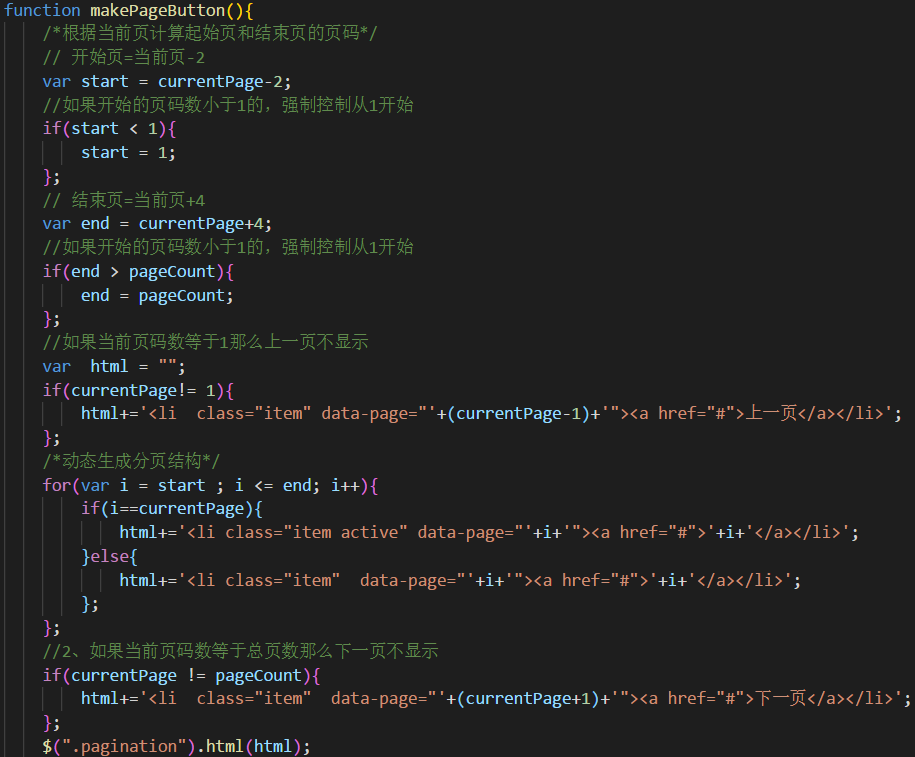 function makePageButton(){
/*根据当前页计算起始页和结束页的页码*/
// 开始页=当前页-2
var start = currentPage-2;
//如果开始的页码数小于1的，强制控制从1开始
if(start < 1){
start = 1;
};
// 结束页=当前页+4
var end = currentPage+4;
//如果开始的页码数小于1的，强制控制从1开始
if(end > pageCount){
end = pageCount;
};
//如果当前页码数等于1那么上一页不显示
var  html = "";
if(currentPage!= 1){
html+='<li  class="item" data-page="'+(currentPage-1)+'"><a href="#">上一页</a></li>';
};
/*动态生成分页结构*/
for(var i = start ; i <= end; i++){
if(i==currentPage){
html+='<li class="item active" data-page="'+i+'"><a href="#">'+i+'</a></li>';
}else{
html+='<li class="item"  data-page="'+i+'"><a href="#">'+i+'</a></li>';
};
};
//2、如果当前页码数等于总页数那么下一页不显示
if(currentPage != pageCount){
html+='<li  class="item"  data-page="'+(currentPage+1)+'"><a href="#">下一页</a></li>';
};
$(".pagination").html(html);